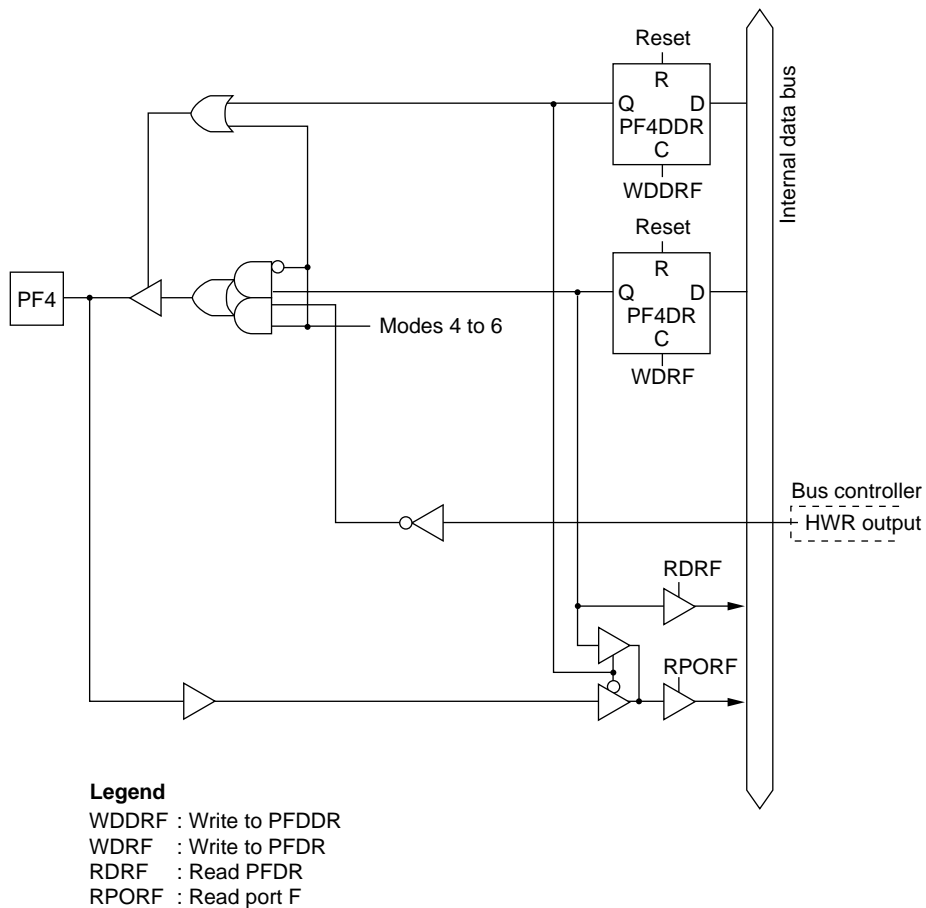 Reset
R
Q D
PF4DDR
C
WDDRF
Internal data bus
Reset
R
Q D
PF4DR
C
WDRF
PF4
Modes 4 to 6
Bus controller
HWR output
RDRF
RPORF
Legend
WDDRF : Write to PFDDR
WDRF : Write to PFDR
RDRF : Read PFDR
RPORF : Read port F